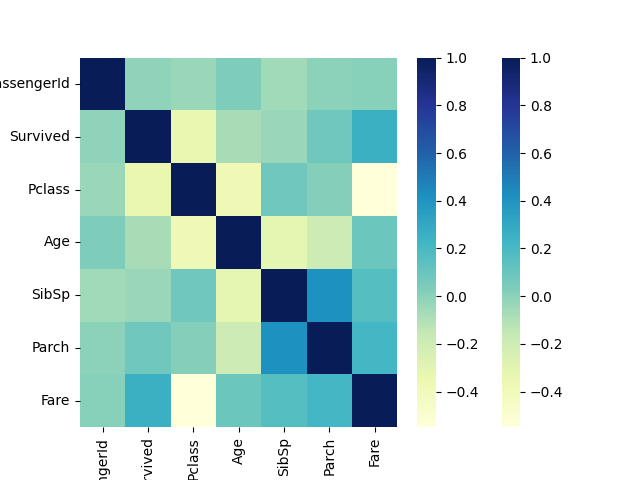 ssengerId
Survived
Pclass
Age
SibSp
Parch
Fare
ngerId
rvived
Pclass
Age
SibSp
Parch
Fare
1.0
0.8
0.6
0.4
0.2
0.0
−0.2
−0.4
1.0
0.8
0.6
0.4
0.2
0.0
−0.2
−0.4